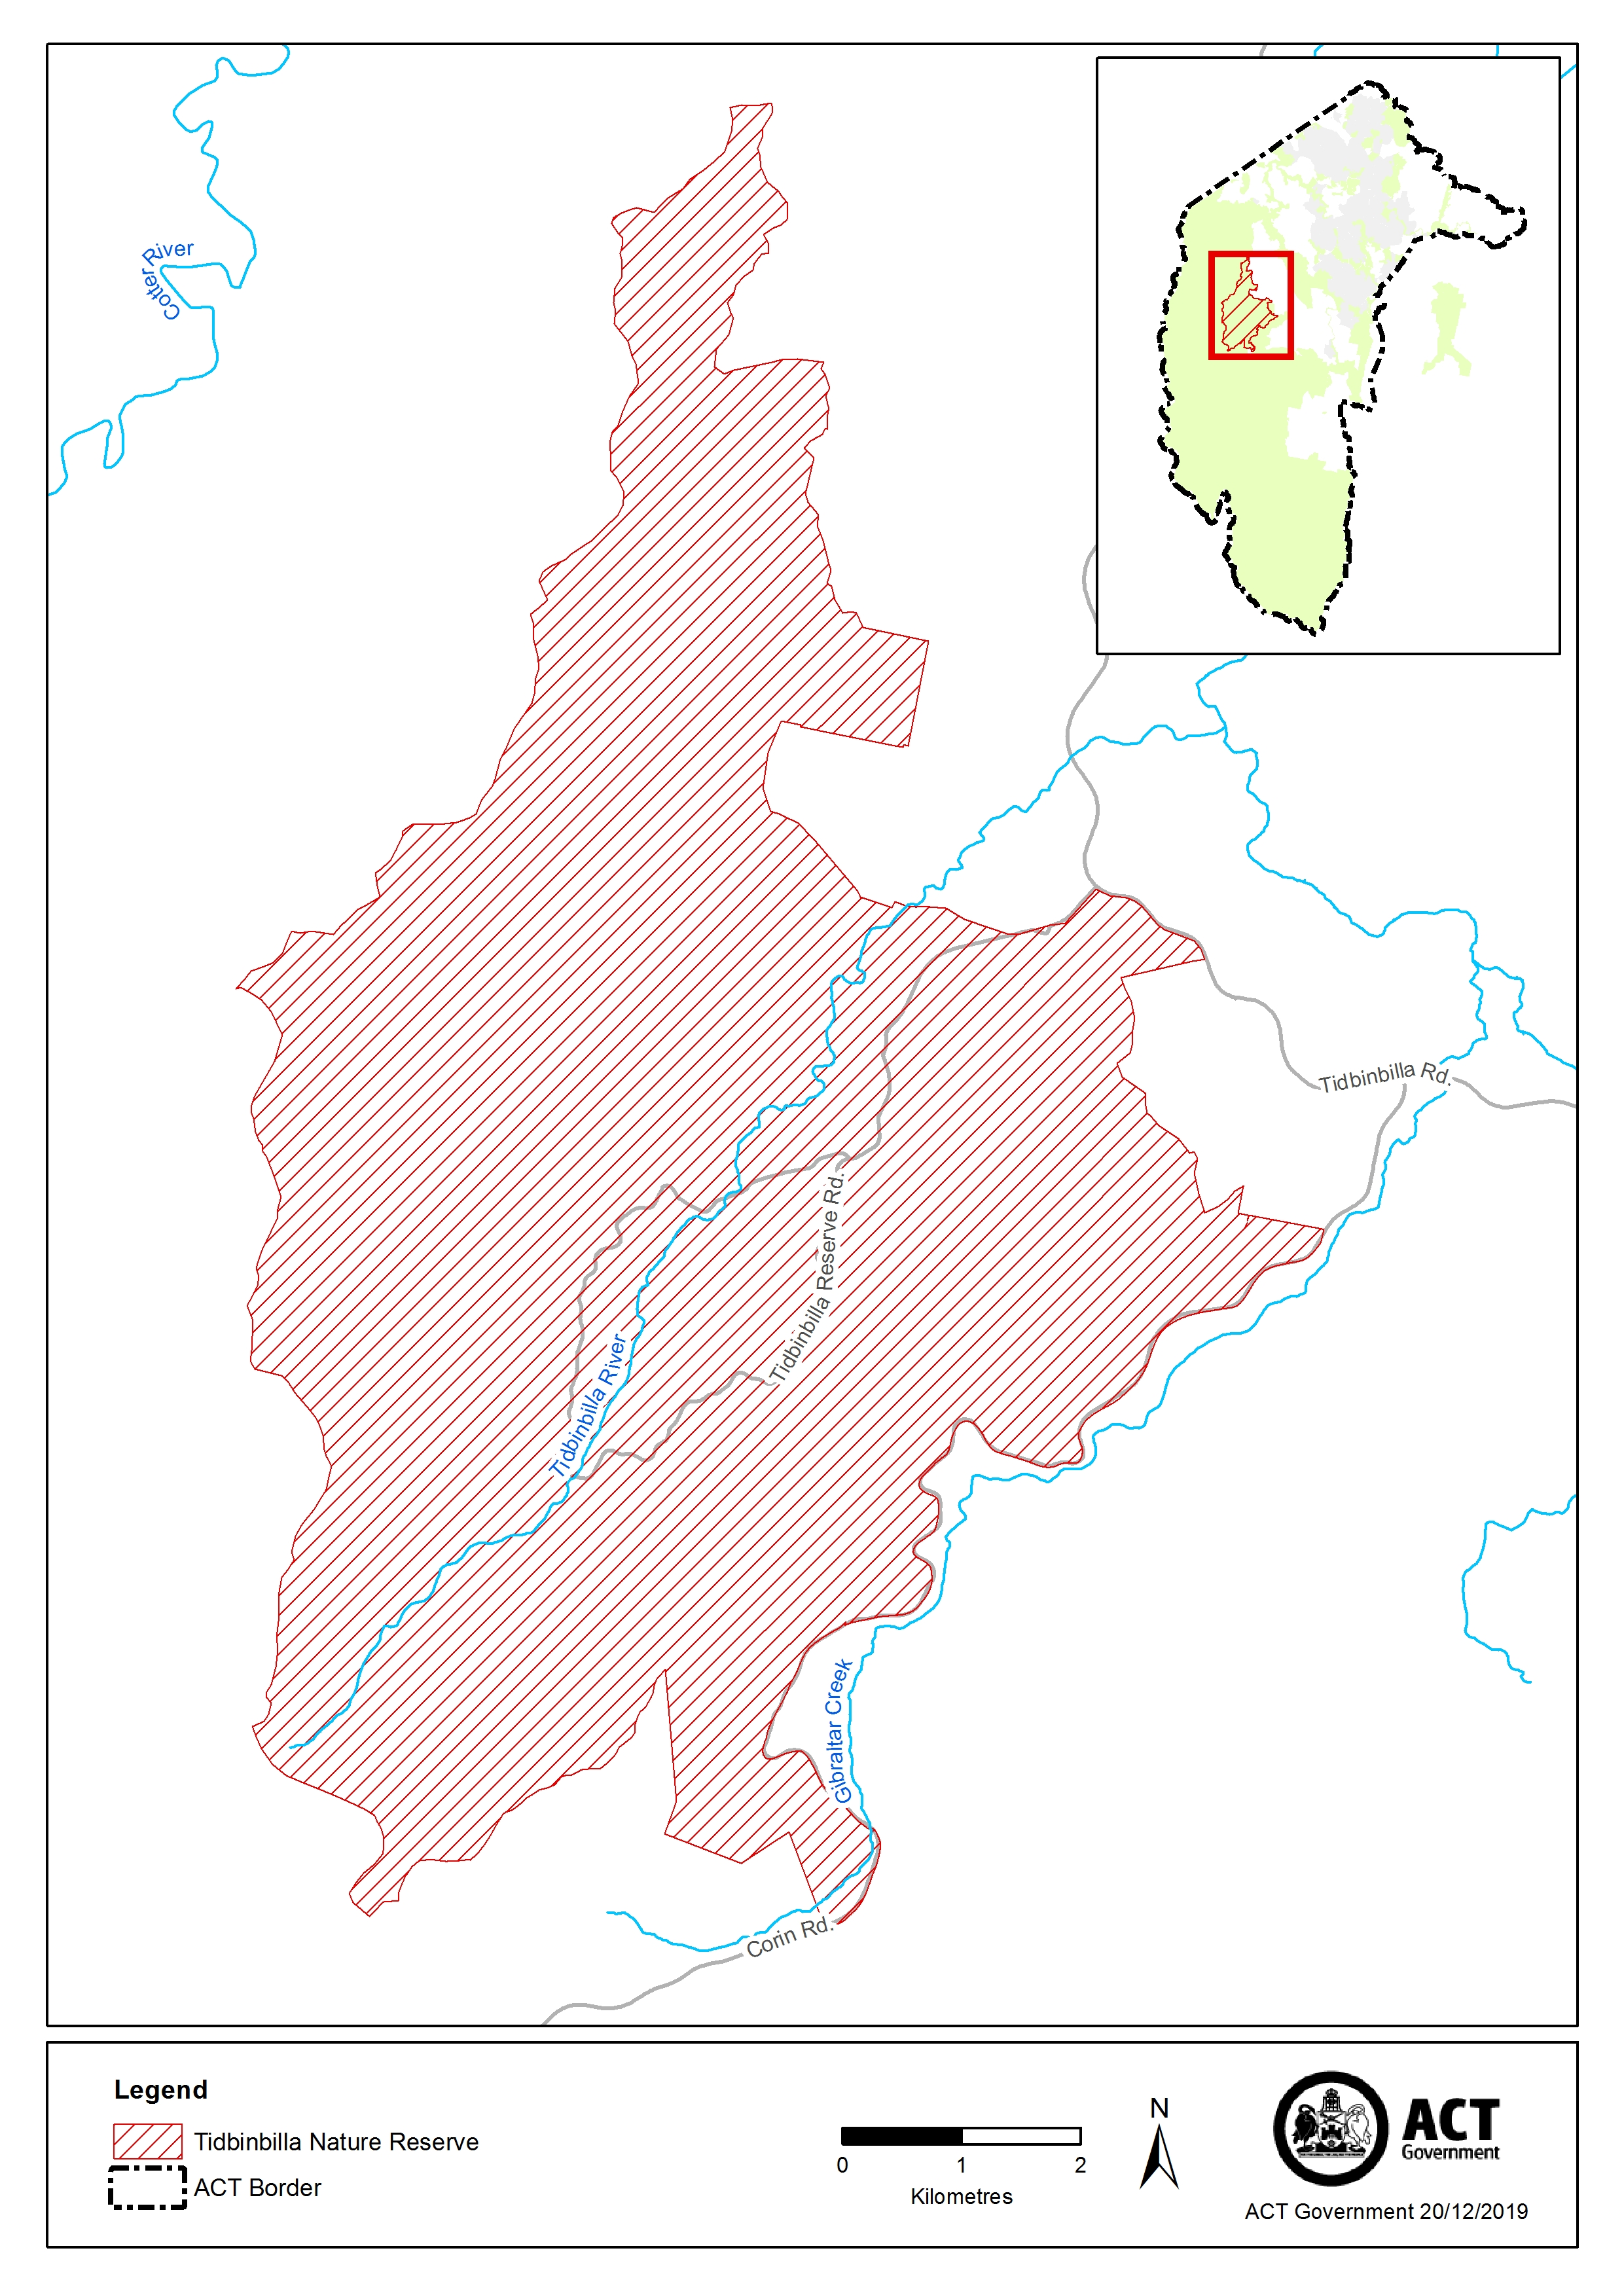 Cotter River
Tidbinbilla Rd.
Tidbinbilla Reserve Rd.
Tidbinbilla River
Gibraltar Creek
Corin Rd.
Legend
Tidbinbilla Nature Reserve
ACT Border
0 1 2
Kilometres
N
ACT
Government
ACT Government 20/12/2019